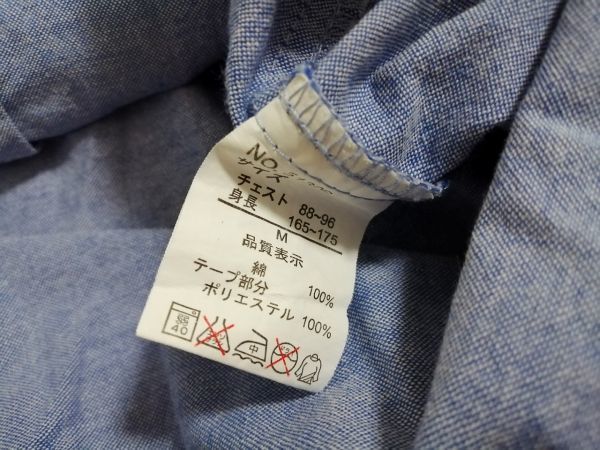 NO.
サイズ
チェスト 88~96
身長 165~175
M
品質表示
綿 100%
テープ部分
ポリエステル 100%
40 中